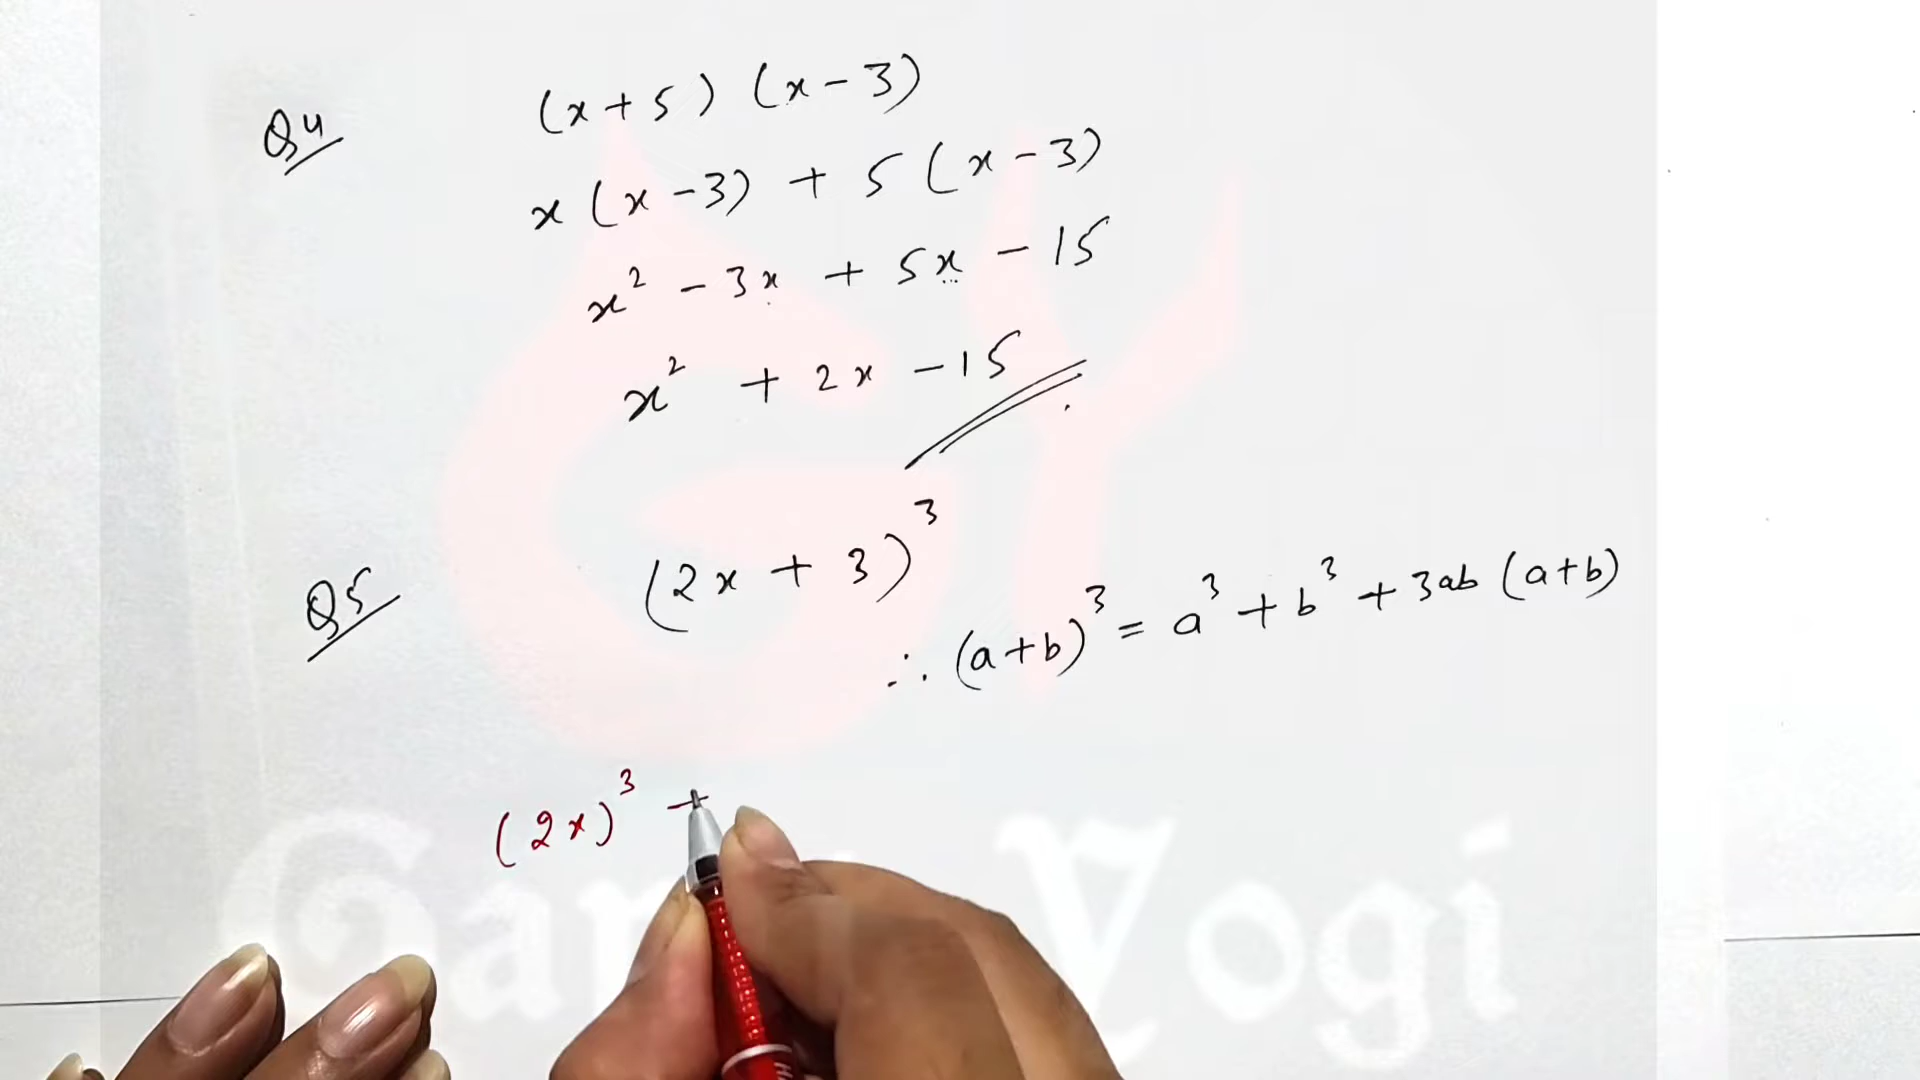 Q4 (x+5) (x-3)
x (x-3) + 5 (x-3)
x² - 3x + 5x - 15
x² + 2x - 15
Q5 (2x + 3)³
∴ (a+b)³ = a³ + b³ + 3ab (a+b)
(2x)³ +
Yogi